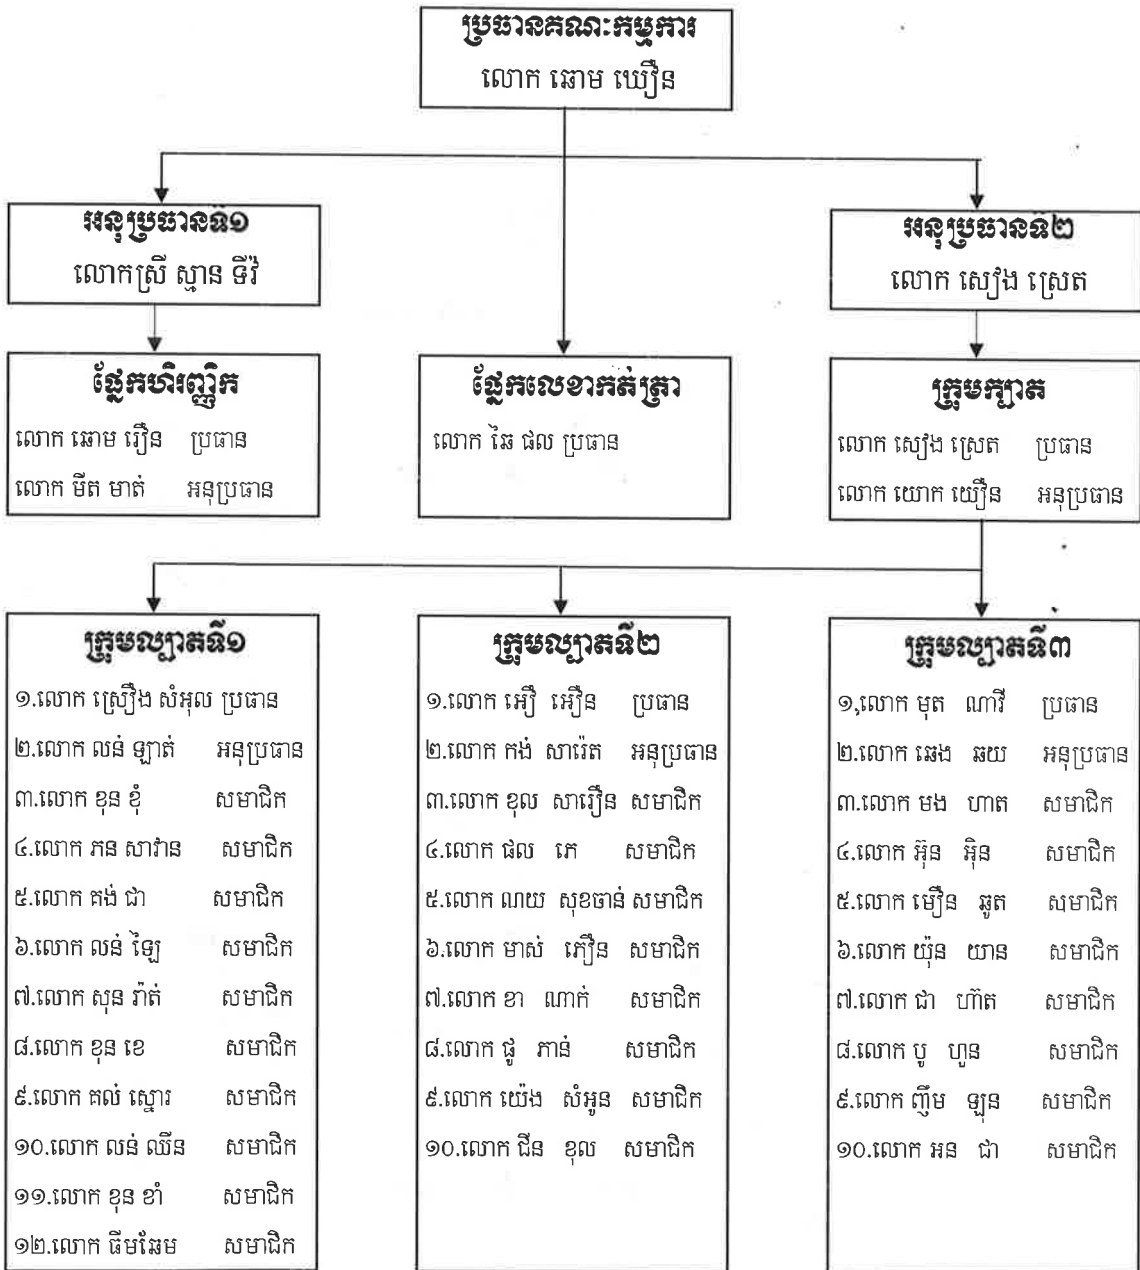 ប្រធានគណៈកម្មការ
លោក ឆោម ឃឿន
អនុប្រធានទី១
លោកស្រី ស្មាន ទីវ៉
អនុប្រធានទី២
លោក សៀង ស្រេត
ផ្នែកហិរញ្ញិក
លោក ឆោម រឿន ប្រធាន
លោក មីត មាត់ អនុប្រធាន
ផ្នែកលេខាកត់ត្រា
លោក ឆៃ ផល ប្រធាន
ក្រុមក្បាត
លោក សៀង ស្រេត ប្រធាន
លោក យោក យឿន អនុប្រធាន
ក្រុមល្បាតទី១
១.លោក ស្រឿង សំអុល ប្រធាន
២.លោក លន់ ឡាត់ អនុប្រធាន
៣.លោក ខុន ខុំ សមាជិក
៤.លោក ភន សាវាន សមាជិក
៥.លោក គង់ ជា សមាជិក
៦.លោក លន់ ឡៃ សមាជិក
៧.លោក សុន រ៉ាត់ សមាជិក
៨.លោក ខុន ខេ សមាជិក
៩.លោក គល់ ស្នោរ សមាជិក
១០.លោក លន់ ឈីន សមាជិក
១១.លោក ខុន ខាំ សមាជិក
១២.លោក ធីមឆែម សមាជិក
ក្រុមល្បាតទី២
១.លោក អឿ អឿន ប្រធាន
២.លោក កង់ សារ៉េត អនុប្រធាន
៣.លោក ខុល សារឿន សមាជិក
៤.លោក ផល ភេ សមាជិក
៥.លោក ណយ សុខចាន់ សមាជិក
៦.លោក មាស់ ភឿន សមាជិក
៧.លោក ខា ណាក់ សមាជិក
៨.លោក ផូ ភាន់ សមាជិក
៩.លោក យ៉េង សំអូន សមាជិក
១០.លោក ជីន ខុល សមាជិក
ក្រុមល្បាតទី៣
១,លោក មុត ណាវី ប្រធាន
២.លោក ឆេង ឆយ អនុប្រធាន
៣.លោក មង ហាត សមាជិក
៤.លោក អ៊ុន អ៊ិន សមាជិក
៥.លោក មឿន ឆូត សមាជិក
៦.លោក យ៉ុន យាន សមាជិក
៧.លោក ជា ហ៊ាត សមាជិក
៨.លោក បូ ហួន សមាជិក
៩.លោក ញឹម ឡុន សមាជិក
១០.លោក អន ជា សមាជិក